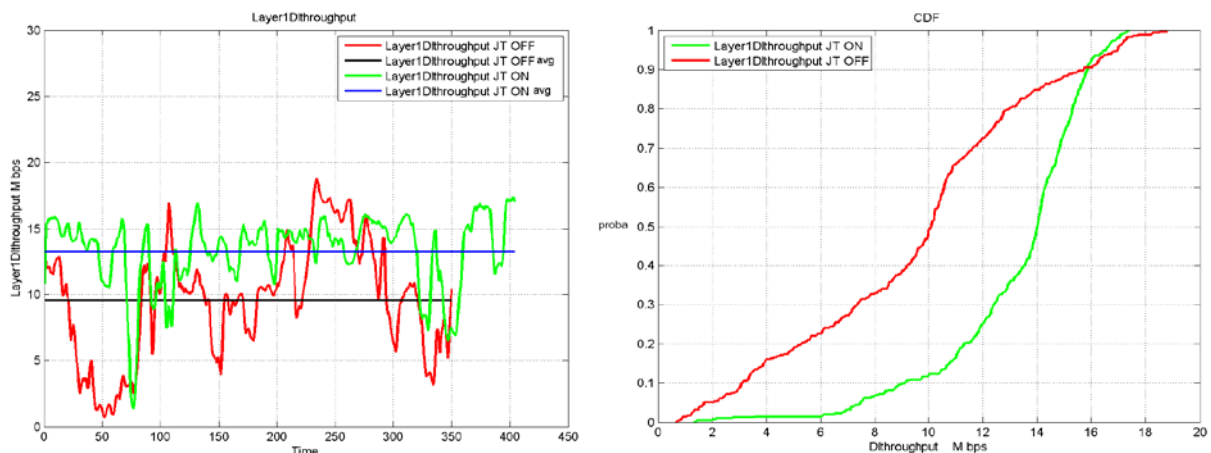 Layer1Dlthroughput
30
25
20
15
10
5
0
Layer1Dlthroughput M bps
0 50 100 150 200 250 300 350 400 450
Time
Layer1Dlthroughput JT OFF
Layer1Dlthroughput JT OFF avg
Layer1Dlthroughput JT ON
Layer1Dlthroughput JT ON avg
CDF
1
0.9
0.8
0.7
0.6
0.5
0.4
0.3
0.2
0.1
0
proba
0 2 4 6 8 10 12 14 16 18 20
Dlthroughput M bps
Layer1Dlthroughput JT ON
Layer1Dlthroughput JT OFF